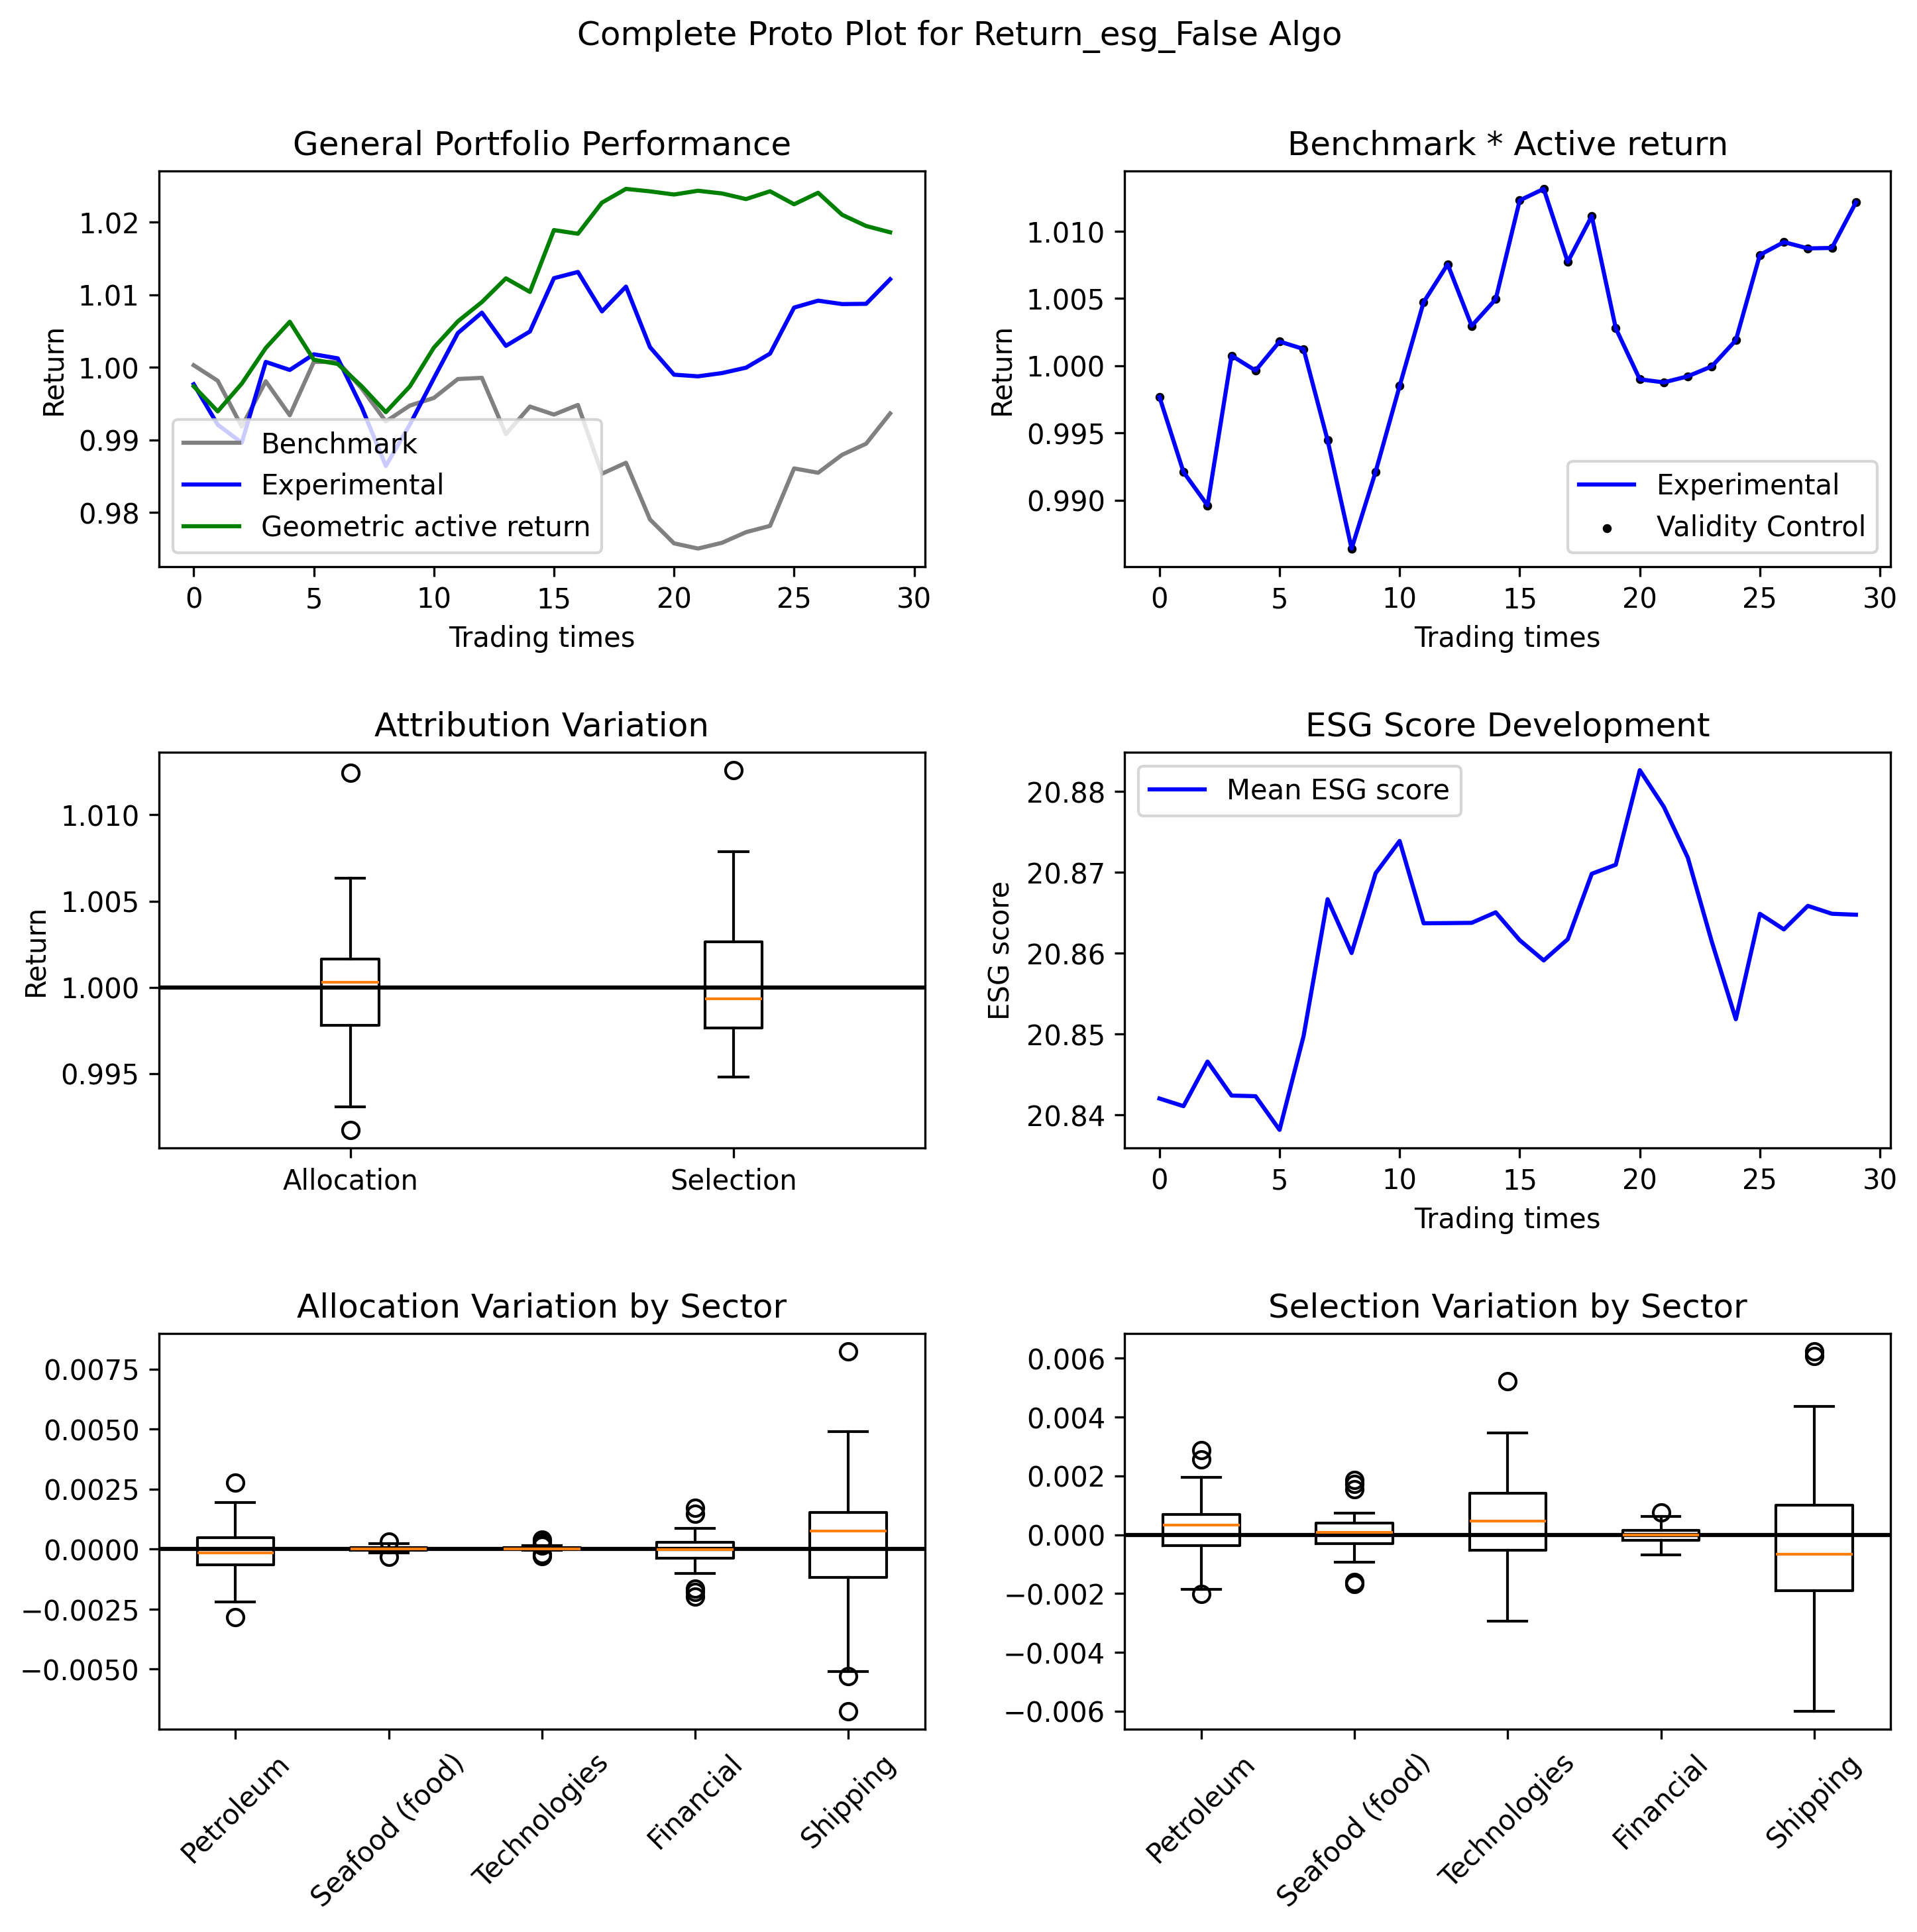 Complete Proto Plot for Return_esg_False Algo
General Portfolio Performance
Return
1.02
1.01
1.00
0.99
0.98
Benchmark
Experimental
Geometric active return
0 5 10 15 20 25 30
Trading times
Benchmark * Active return
Return
1.010
1.005
1.000
0.995
0.990
Experimental
Validity Control
0 5 10 15 20 25 30
Trading times
Attribution Variation
Return
1.010
1.005
1.000
0.995
Allocation Selection
ESG Score Development
ESG score
20.88
20.87
20.86
20.85
20.84
Mean ESG score
0 5 10 15 20 25 30
Trading times
Allocation Variation by Sector
0.0075
0.0050
0.0025
0.0000
−0.0025
−0.0050
Petroleum
Seafood (food)
Technologies
Financial
Shipping
Selection Variation by Sector
0.006
0.004
0.002
0.000
−0.002
−0.004
−0.006
Petroleum
Seafood (food)
Technologies
Financial
Shipping